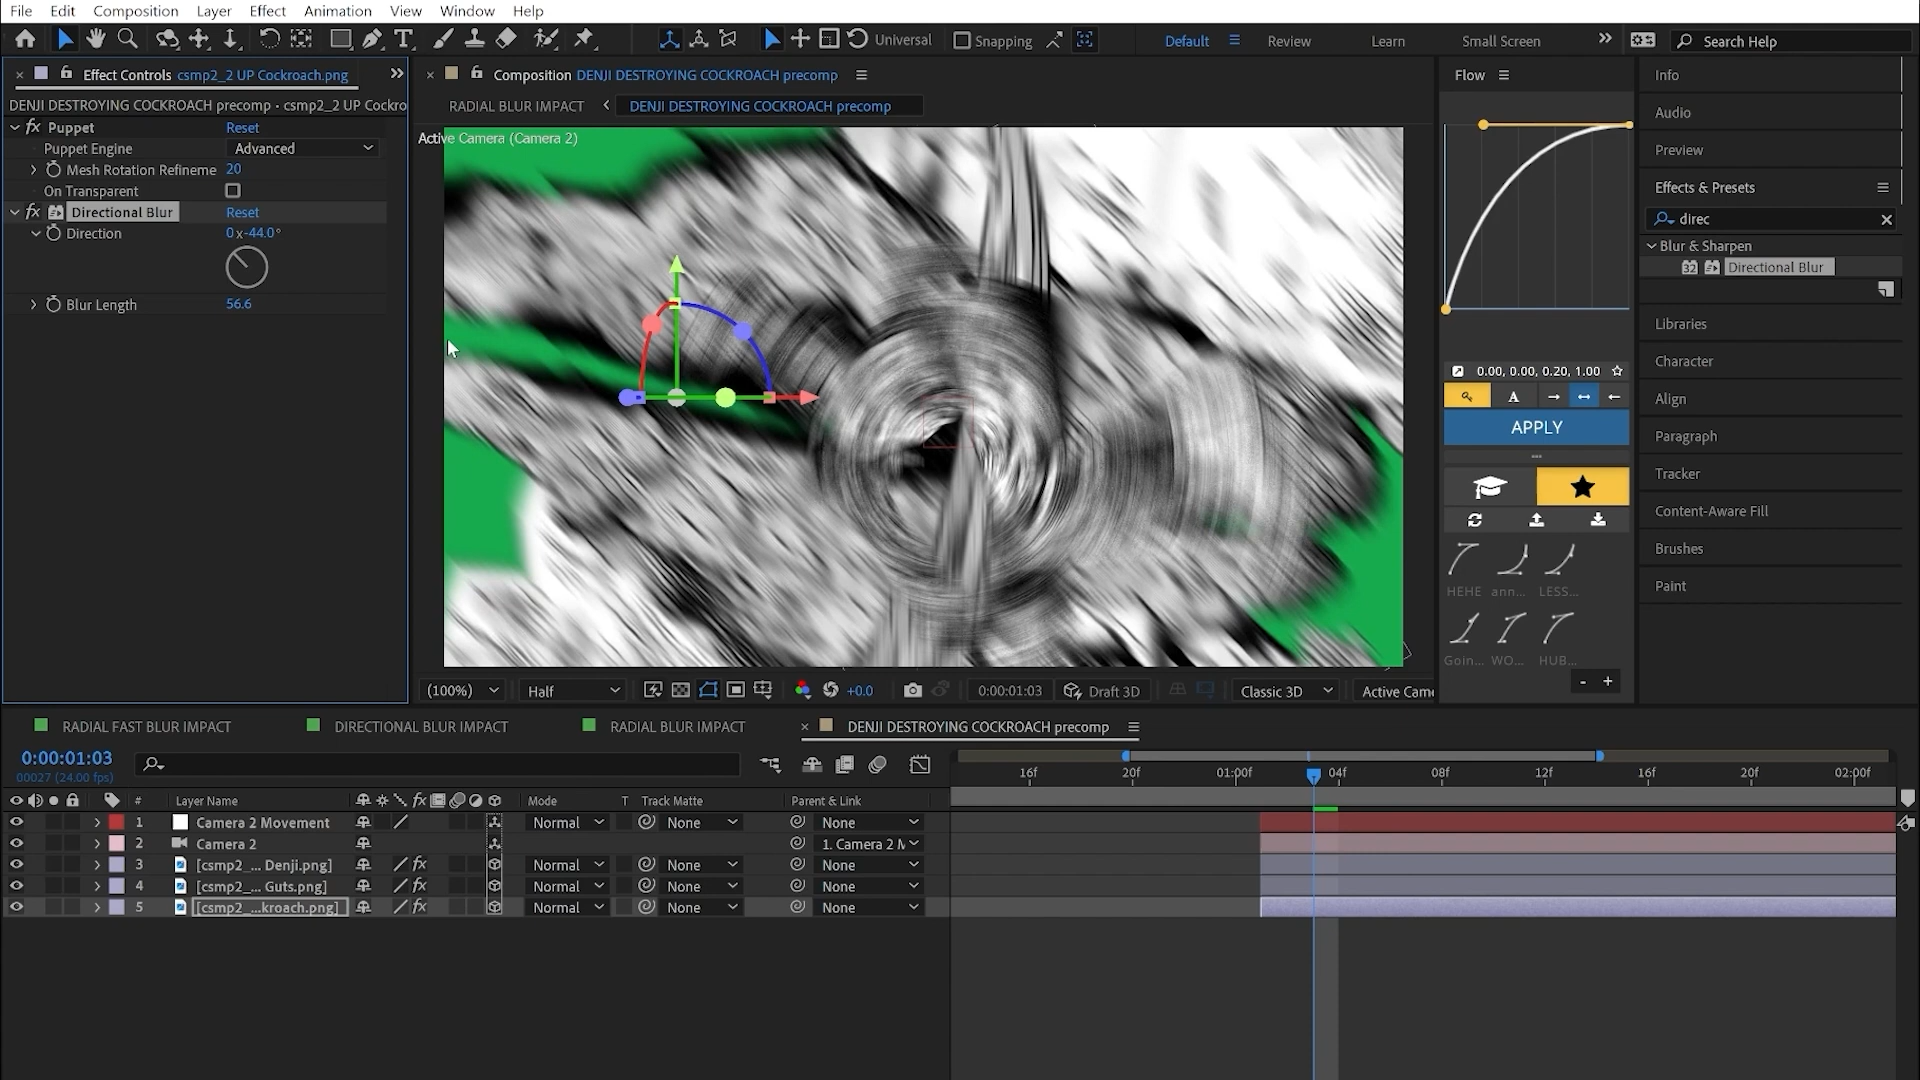 File Edit Composition Layer Effect Animation View Window Help
Universal Snapping Default Review Learn Small Screen Search Help
Effect Controls csmp2_2 UP Cockroach.png
DENJI DESTROYING COCKROACH precomp • csmp2_2 UP Cockro
Puppet Reset
Puppet Engine Advanced
Mesh Rotation Refineme 20
On Transparent
Directional Blur Reset
Direction 0x-44.0°
Blur Length 56.6
Composition DENJI DESTROYING COCKROACH precomp
RADIAL BLUR IMPACT DENJI DESTROYING COCKROACH precomp
Active Camera (Camera 2)
(100%) Half +0.0 0:00:01:03 Draft 3D Classic 3D Active Came
Flow
0.00, 0.00, 0.20, 1.00
A
APPLY
HEHE ann... LESS...
Goin... WO... HUB...
- +
Info
Audio
Preview
Effects & Presets
direc
Blur & Sharpen
32 Directional Blur
Libraries
Character
Align
Paragraph
Tracker
Content-Aware Fill
Brushes
Paint
RADIAL FAST BLUR IMPACT DIRECTIONAL BLUR IMPACT RADIAL BLUR IMPACT DENJI DESTROYING COCKROACH precomp
0:00:01:03
00027 (24.00 fps)
16f 20f 01:00f 04f 08f 12f 16f 20f 02:00f
# Layer Name fx Mode T Track Matte Parent & Link
1 Camera 2 Movement Normal None None
2 Camera 2 1. Camera 2 M
3 [csmp2_... Denji.png] fx Normal None None
4 [csmp2_... Guts.png] fx Normal None None
5 [csmp2_...kroach.png] fx Normal None None